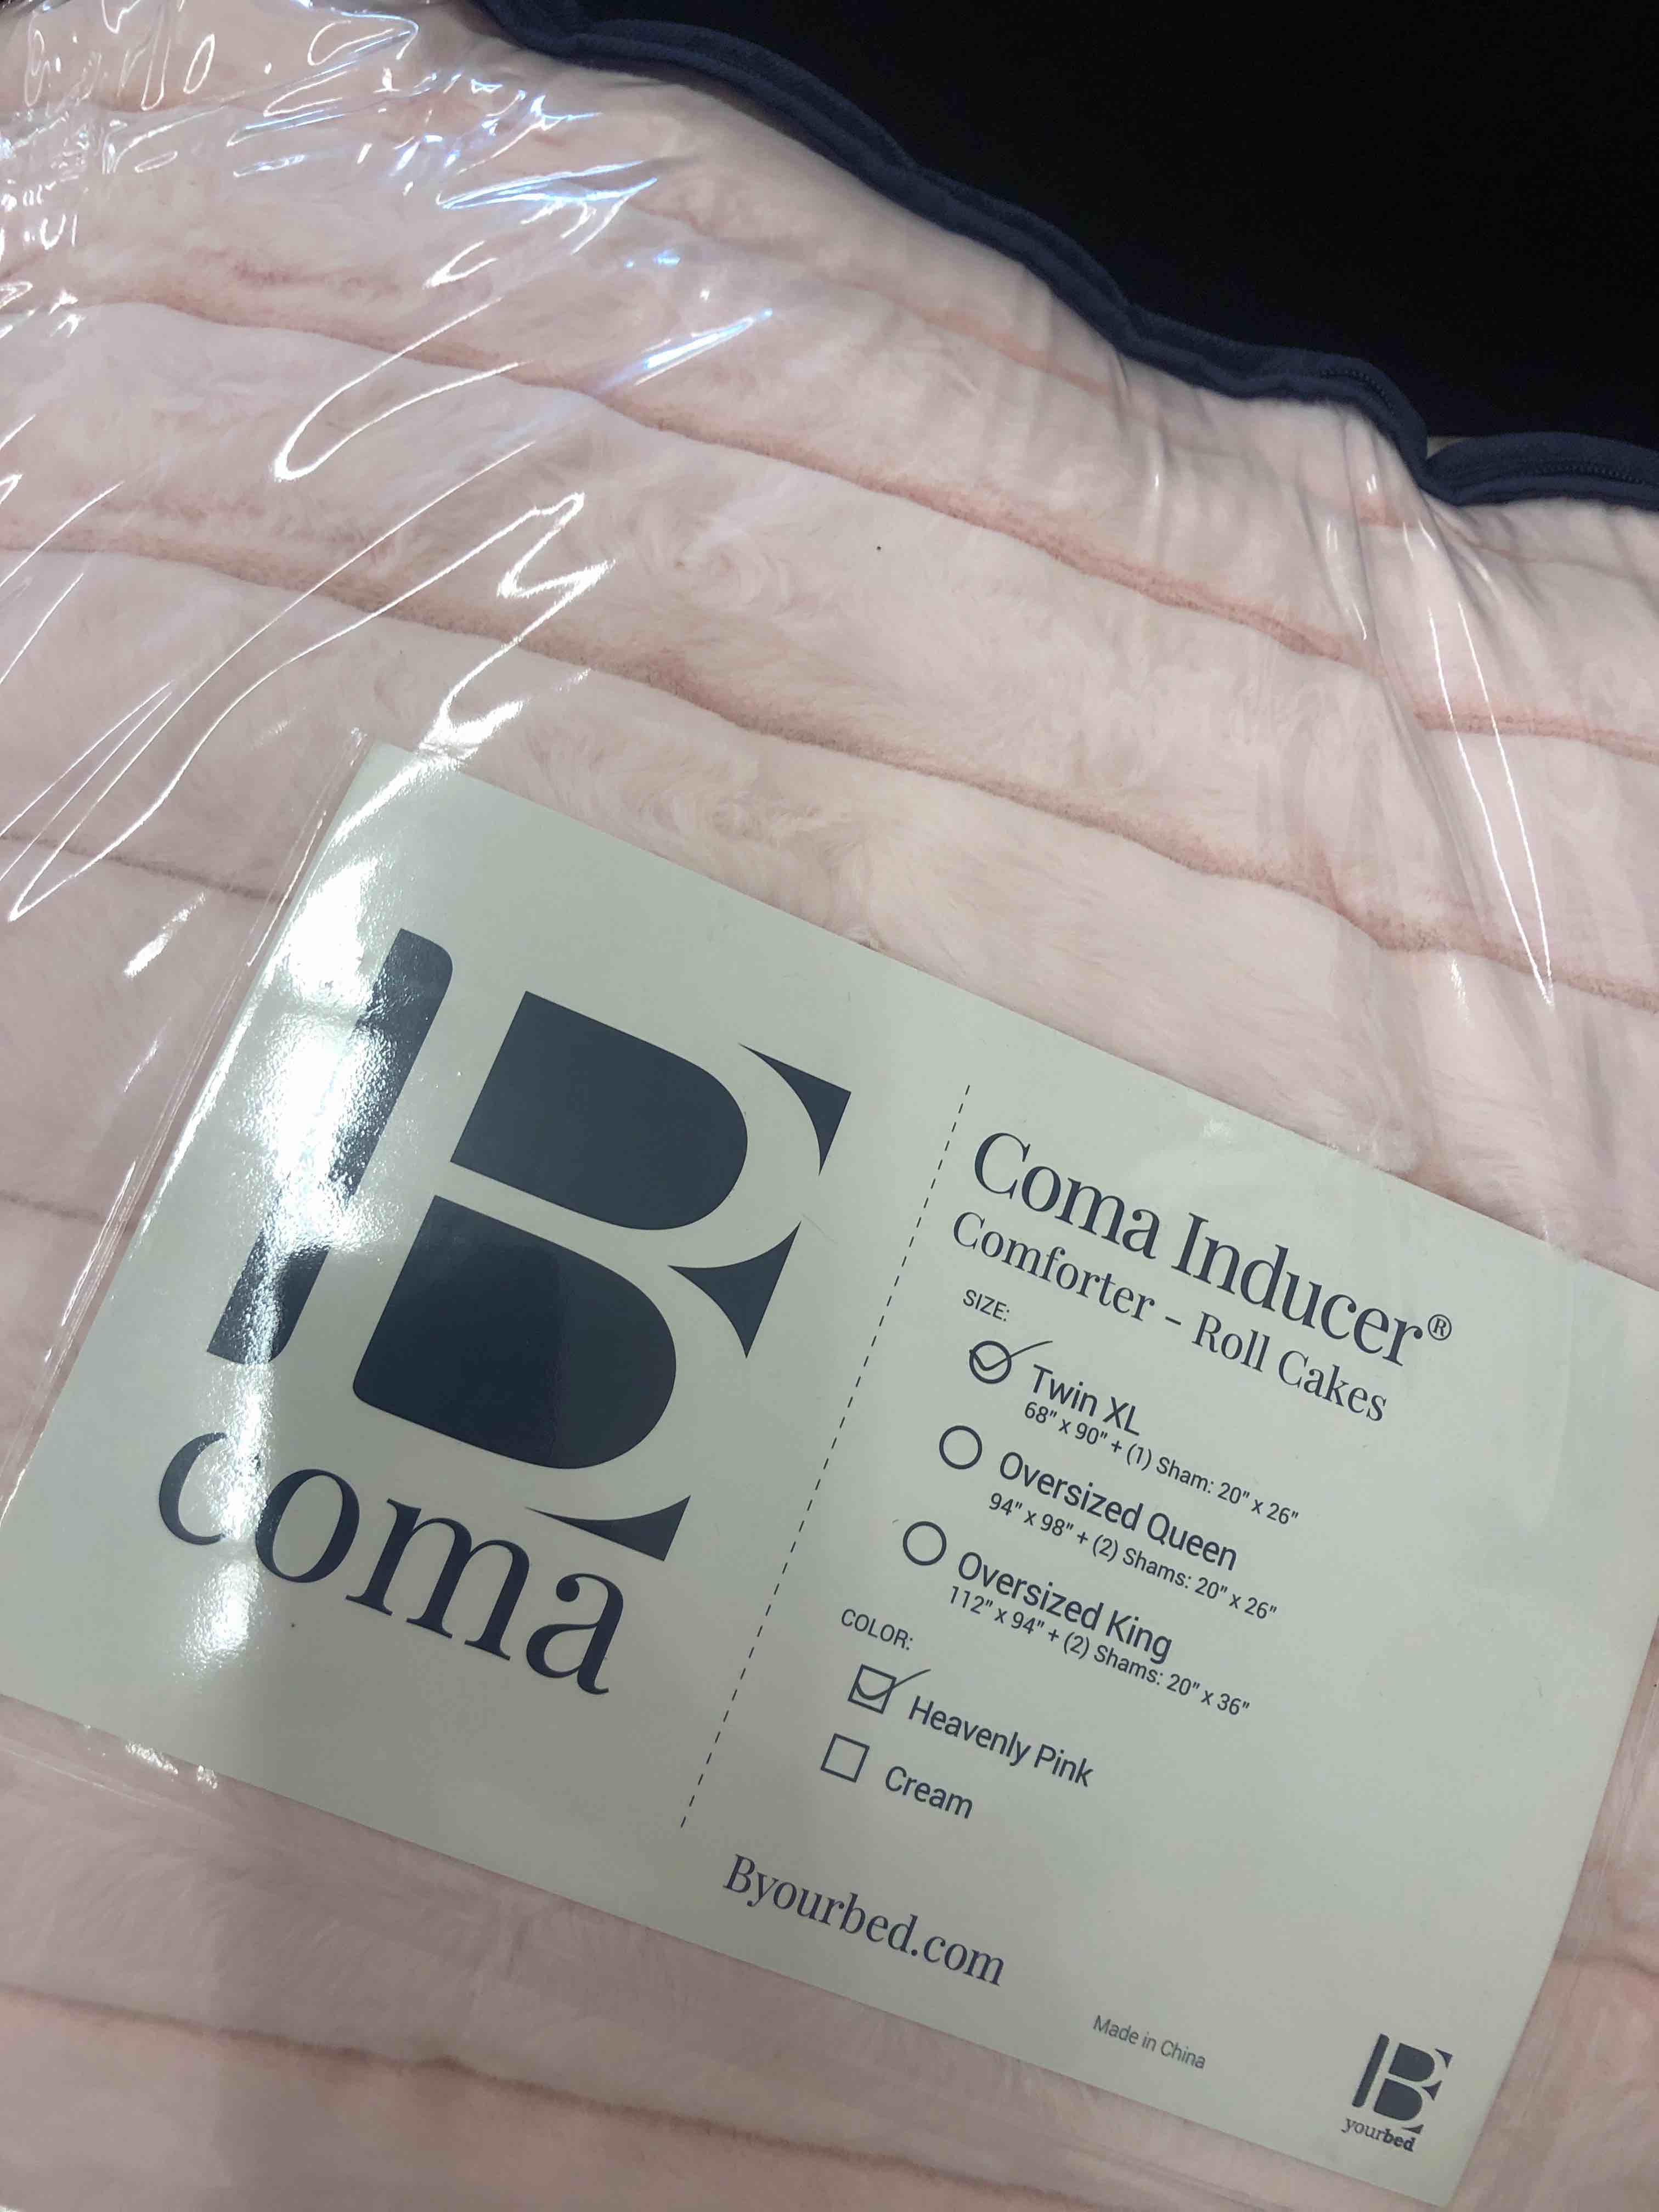 B
coma
Coma Inducer®
Comforter - Roll Cakes
SIZE:
Twin XL
68" x 90" + (1) Sham: 20" x 26"
Oversized Queen
94" x 98" + (2) Shams: 20" x 26"
Oversized King
112" x 94" + (2) Shams: 20" x 36"
COLOR:
Heavenly Pink
Cream
Byourbed.com
Made in China
B
yourbed